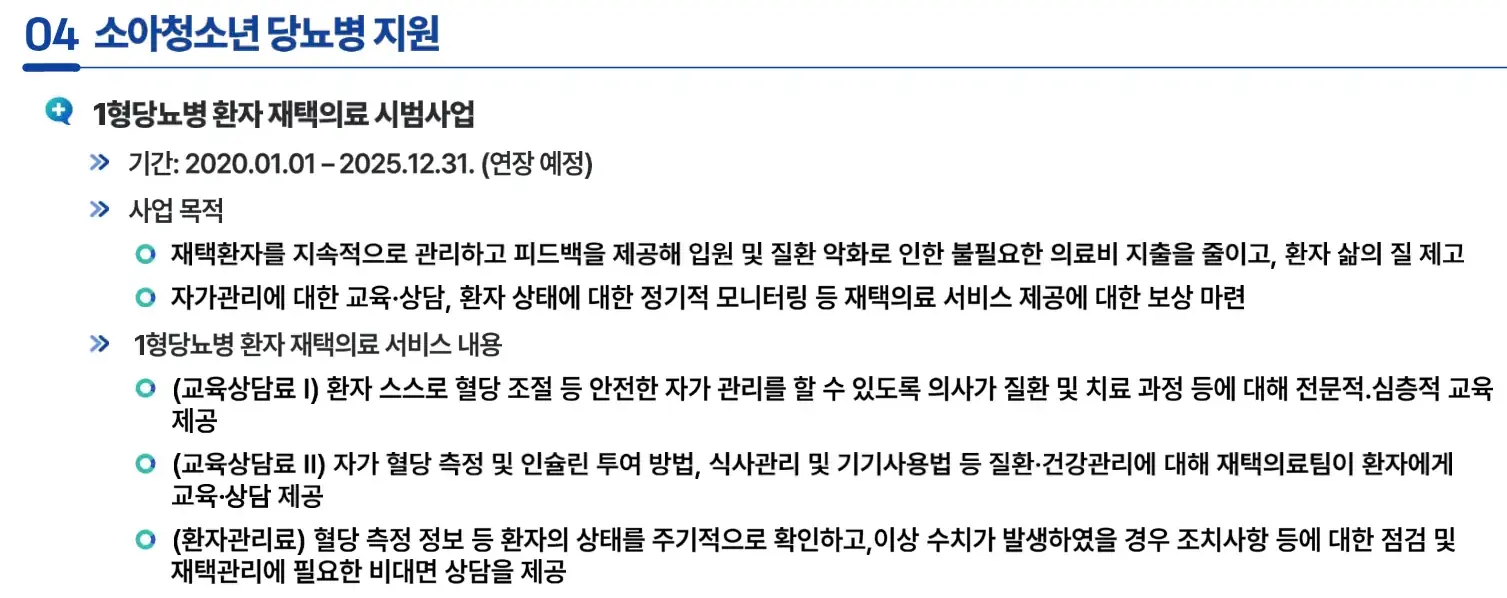 04 소아청소년 당뇨병 지원
1형당뇨병 환자 재택의료 시범사업
기간: 2020.01.01 – 2025.12.31. (연장 예정)
사업 목적
재택환자를 지속적으로 관리하고 피드백을 제공해 입원 및 질환 악화로 인한 불필요한 의료비 지출을 줄이고, 환자 삶의 질 제고
자가관리에 대한 교육·상담, 환자 상태에 대한 정기적 모니터링 등 재택의료 서비스 제공에 대한 보상 마련
1형당뇨병 환자 재택의료 서비스 내용
(교육상담료 I) 환자 스스로 혈당 조절 등 안전한 자가 관리를 할 수 있도록 의사가 질환 및 치료 과정 등에 대해 전문적.심층적 교육
제공
(교육상담료 II) 자가 혈당 측정 및 인슐린 투여 방법, 식사관리 및 기기사용법 등 질환·건강관리에 대해 재택의료팀이 환자에게
교육·상담 제공
(환자관리료) 혈당 측정 정보 등 환자의 상태를 주기적으로 확인하고,이상 수치가 발생하였을 경우 조치사항 등에 대한 점검 및
재택관리에 필요한 비대면 상담을 제공